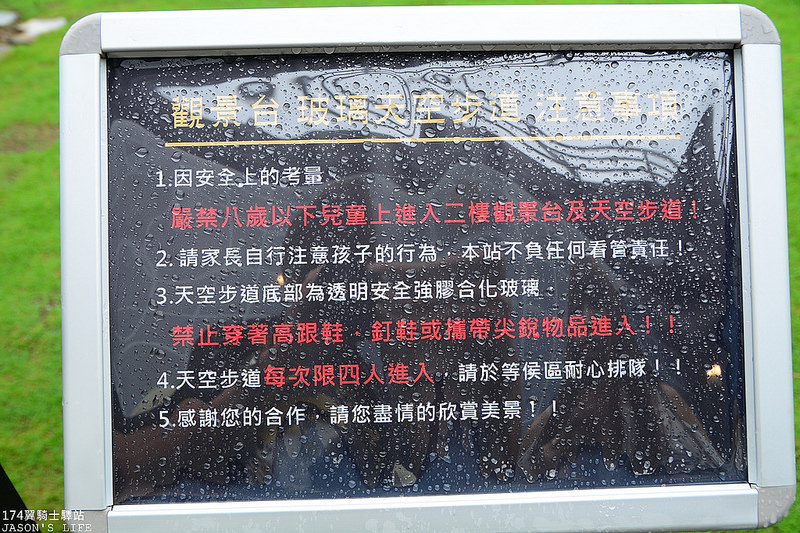 觀景台 玻璃天空步道 注意事項
1.因安全上的考量
嚴禁八歲以下兒童上進入二樓觀景台及天空步道！
2. 請家長自行注意孩子的行為，本站不負任何看管責任！
3.天空步道底部為透明安全強膠合化玻璃，
禁止穿著高跟鞋、釘鞋或攜帶尖銳物品進入！！
4.天空步道每次限四人進入，請於等侯區耐心排隊！！
5.感謝您的合作，請您盡情的欣賞美景！！
174翼騎士驛站
JASON'S LIFE